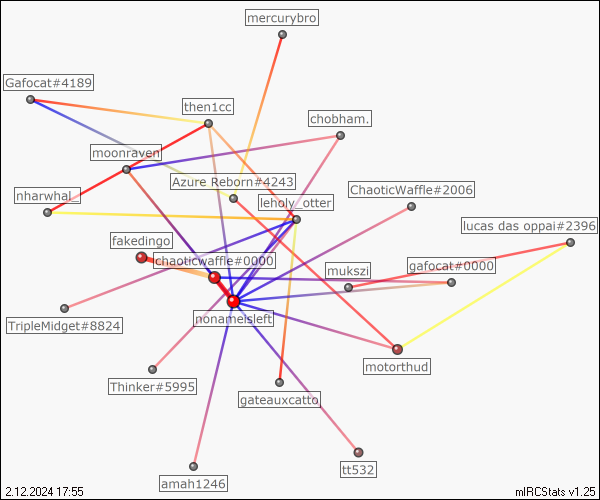 mercurybro
Gafocat#4189
then1cc
chobham.
moonraven
Azure Reborn#4243
ChaoticWaffle#2006
nharwhal_
leholy_otter
lucas das oppai#2396
fakedingo
chaoticwaffle#0000
gafocat#0000
mukszi
TripleMidget#8824
nonameisleft
motorthud
Thinker#5995
gateauxcatto
tt532
amah1246
2.12.2024 17:55
mIRCStats v1.25